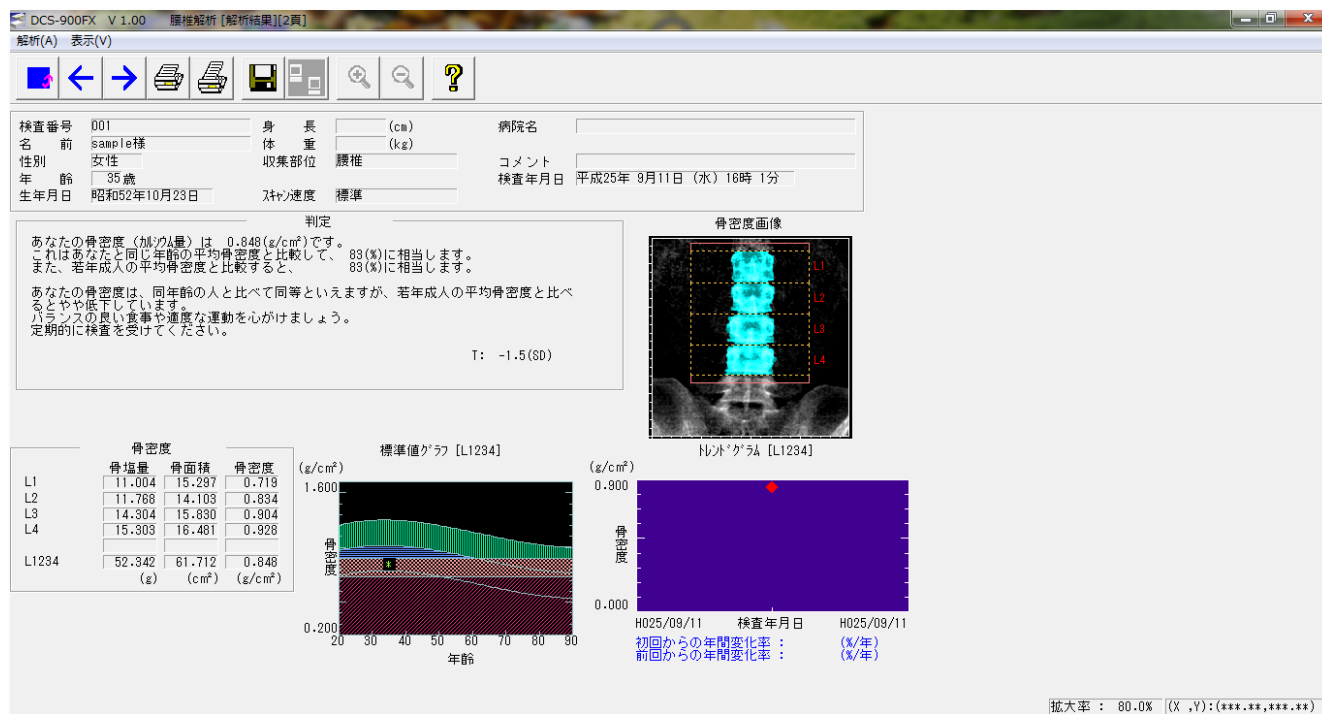 DCS-900FX V 1.00 腰椎解析 [解析結果][2頁]
解析(A) 表示(V)
検査番号 001 身 長 (cm) 病院名
名 前 sample様 体 重 (kg)
性別 女性 収集部位 腰椎 コメント
年 齢 35歳 検査年月日 平成25年 9月11日 (水) 16時 1分
生年月日 昭和52年10月23日 ｽｷｬﾝ速度 標準
判定
あなたの骨密度（ｶﾙｼｳﾑ量）は 0.848(g/c㎡)です。
これはあなたと同じ年齢の平均骨密度と比較して、 83(%)に相当します。
また、若年成人の平均骨密度と比較すると、 83(%)に相当します。
あなたの骨密度は、同年齢の人と比べて同等といえますが、若年成人の平均骨密度と比べ
るとやや低下しています。
バランスの良い食事や適度な運動を心がけましょう。
定期的に検査を受けてください。
T: -1.5(SD)
骨密度画像
L1
L2
L3
L4
骨密度
骨塩量 骨面積 骨密度
L1 11.004 15.297 0.719
L2 11.768 14.103 0.834
L3 14.304 15.830 0.904
L4 15.303 16.481 0.928
L1234 52.342 61.712 0.848
(g) (c㎡) (g/c㎡)
標準値ｸﾞﾗﾌ [L1234]
(g/c㎡)
1.600
骨密度
0.200
20 30 40 50 60 70 80 90
年齢
ﾄﾚﾝﾄﾞｸﾞﾗﾑ [L1234]
(g/c㎡)
0.900
骨密度
0.000
H025/09/11 検査年月日 H025/09/11
初回からの年間変化率 : (%/年)
前回からの年間変化率 : (%/年)
拡大率 : 80.0% (X ,Y):(***.**,***.**)